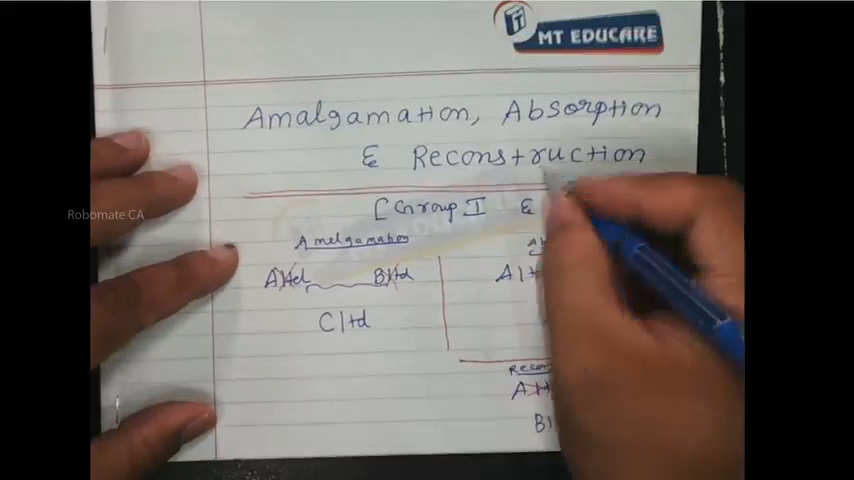 MT EDUCARE
Amalgamation, Absorption
& Reconstruction
[Group I &
Amalgamation
A Ltd B Ltd
C Ltd
Robomate CA